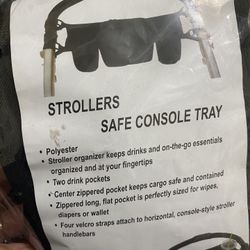 STROLLERS
SAFE CONSOLE TRAY
• Polyester
• Stroller organizer keeps drinks and on-the-go essentials
organized and at your fingertips
• Two drink pockets
• Center zippered pocket keeps cargo safe and contained
• Zippered long, flat pocket is perfectly sized for wipes,
diapers or wallet
• Four velcro straps attach to horizontal, console-style stroller
handlebars